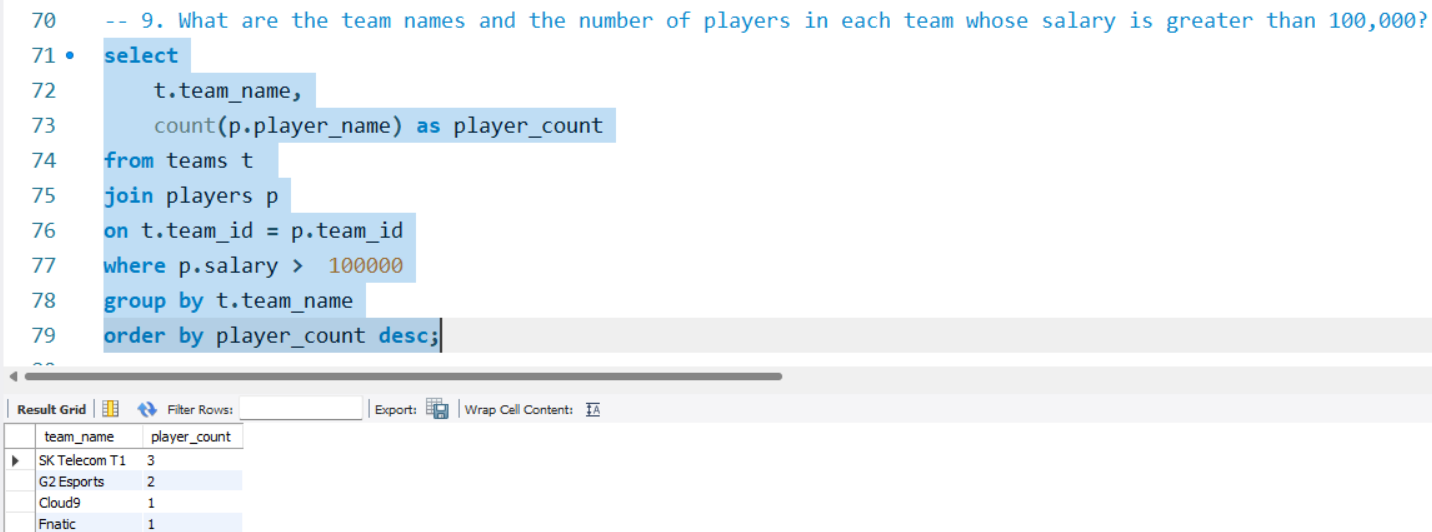 70 -- 9. What are the team names and the number of players in each team whose salary is greater than 100,000?
71 select
72 t.team_name,
73 count(p.player_name) as player_count
74 from teams t
75 join players p
76 on t.team_id = p.team_id
77 where p.salary >  100000
78 group by t.team_name
79 order by player_count desc;
Result Grid Filter Rows: Export: Wrap Cell Content: IA
team_name player_count
SK Telecom T1 3
G2 Esports 2
Cloud9 1
Fnatic 1